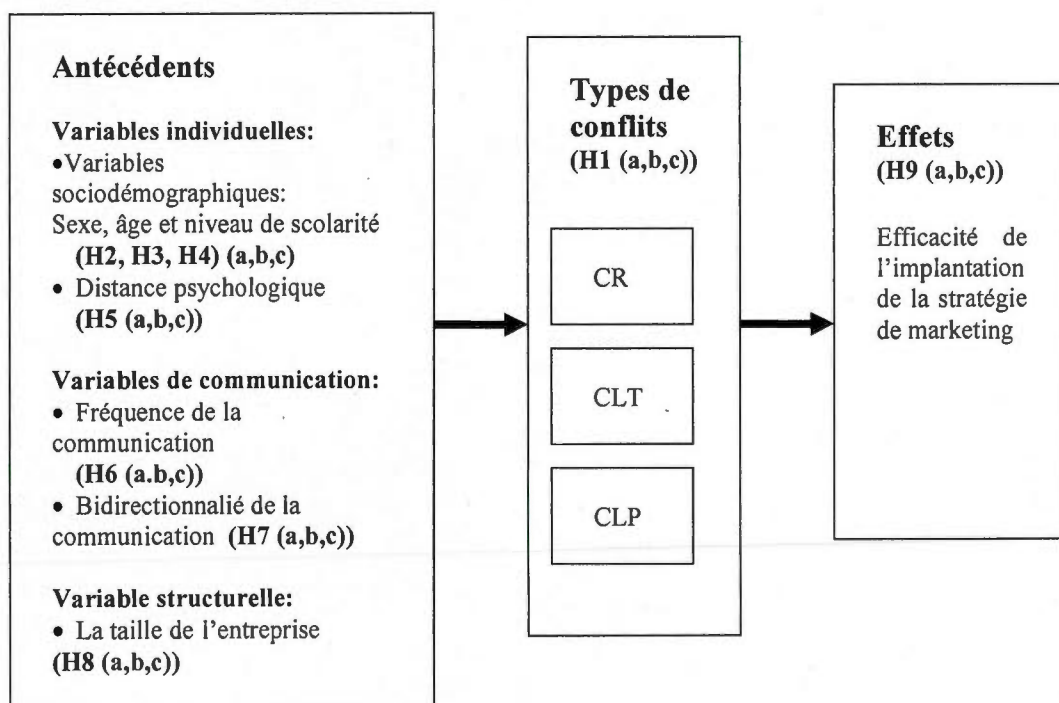 Antécédents
Variables individuelles:
•Variables
sociodémographiques:
Sexe, âge et niveau de scolarité
(H2, H3, H4) (a,b,c)
• Distance psychologique
(H5 (a,b,c))
Variables de communication:
• Fréquence de la
communication
(H6 (a.b,c))
• Bidirectionnalié de la
communication (H7 (a,b,c))
Variable structurelle:
• La taille de l'entreprise
(H8 (a,b,c))
Types de
conflits
(H1 (a,b,c))
CR
CLT
CLP
Effets
(H9 (a,b,c))
Efficacité de
l'implantation
de la stratégie
de marketing